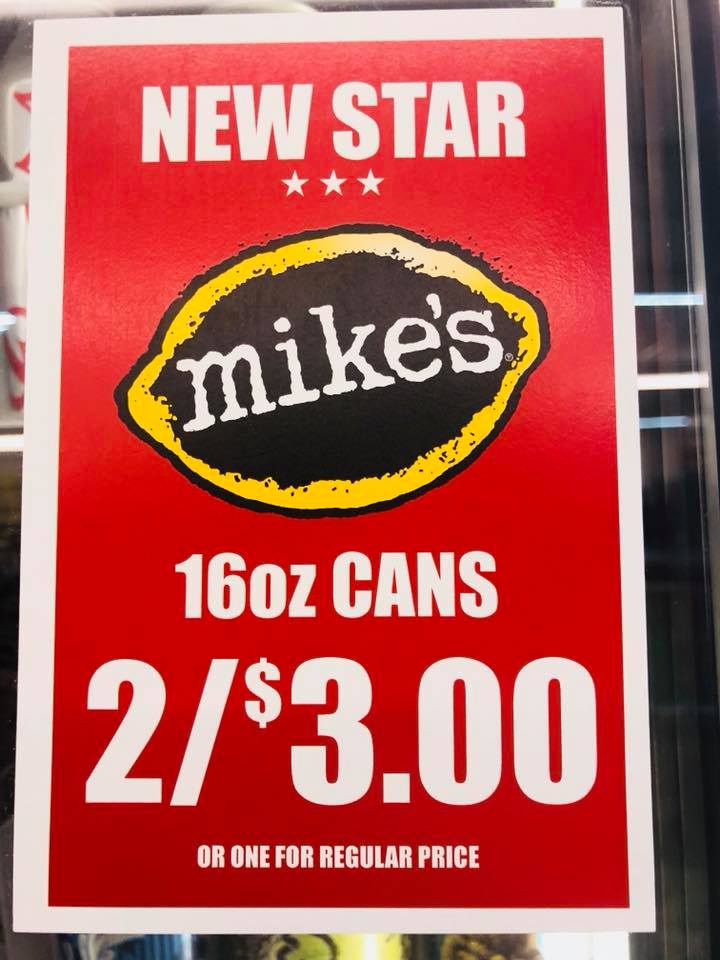 NEW STAR
mike's
16oz CANS
2/$3.00
OR ONE FOR REGULAR PRICE